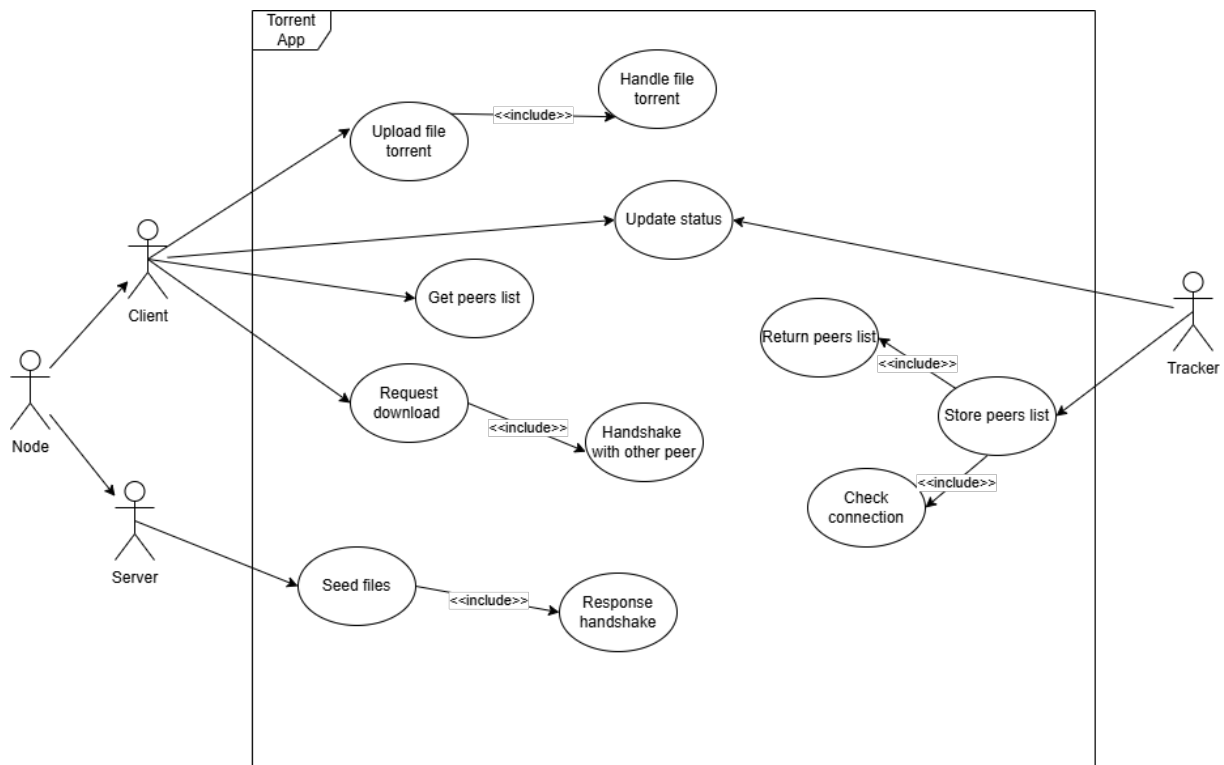 Torrent
App
Handle file
torrent
<<include>>
Upload file
torrent
Update status
Client
Get peers list
Return peers list
<<include>>
Tracker
Node
Request
download
<<include>>
Handshake
with other peer
Store peers list
<<include>>
Check
connection
Server
Seed files
<<include>>
Response
handshake